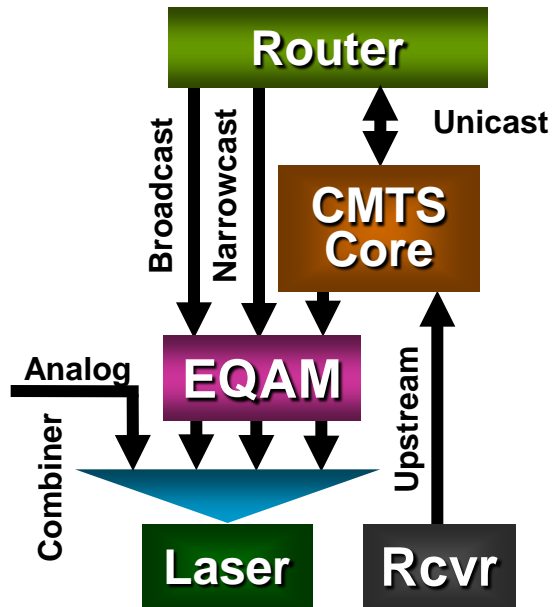 Router
Broadcast
Narrowcast
Unicast
CMTS
Core
Analog
EQAM
Combiner
Upstream
Laser
Rcvr